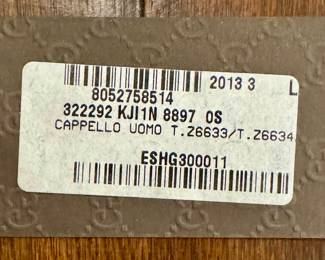 2013 3 L
8052758514
322292 KJI1N 8897 0S
CAPPELLO UOMO T.Z6633/T.Z6634
ESHG300011